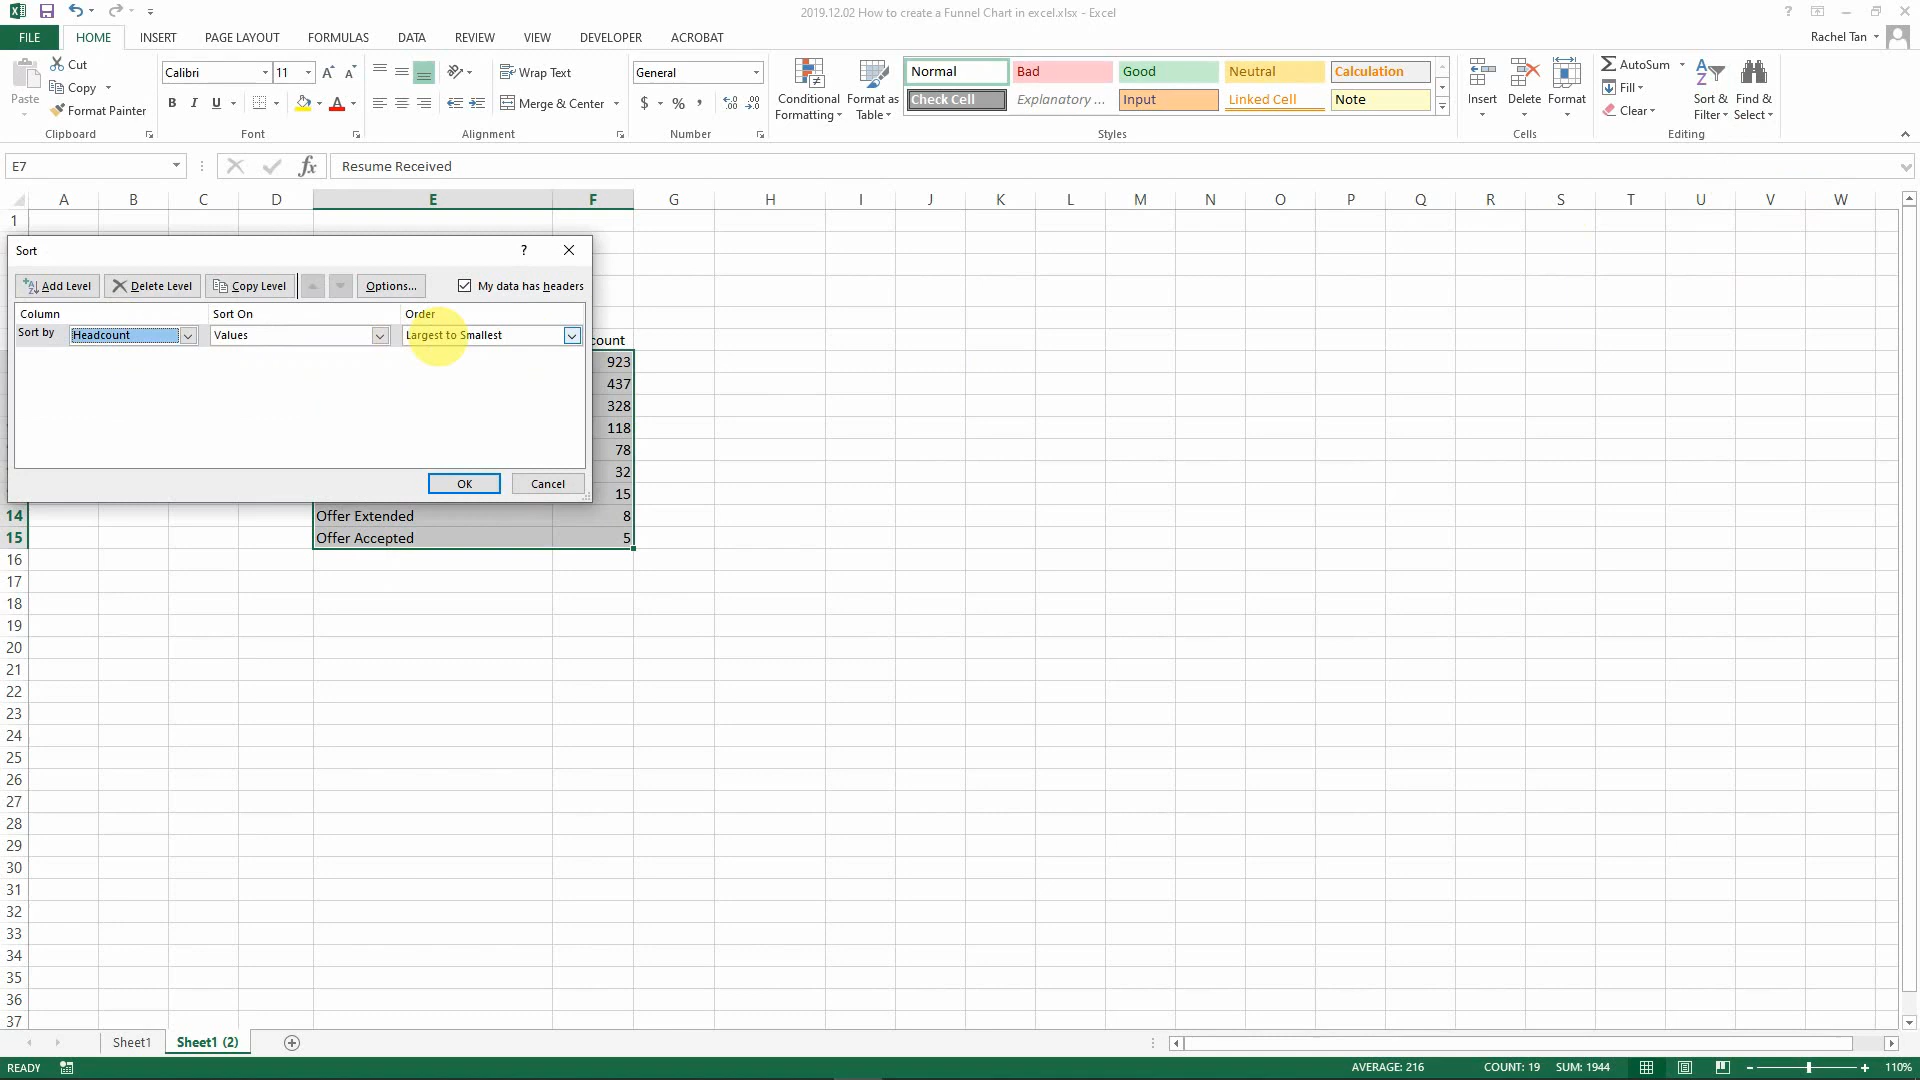 2019.12.02 How to create a Funnel Chart in excel.xlsx - Excel
FILE HOME INSERT PAGE LAYOUT FORMULAS DATA REVIEW VIEW DEVELOPER ACROBAT Rachel Tan
Paste
Cut
Copy
Format Painter
Clipboard
Calibri 11
B I U
Font
Wrap Text
Merge & Center
Alignment
General
$ % ,
Number
Conditional Formatting
Format as Table
Normal Bad Good Neutral Calculation
Check Cell Explanatory ... Input Linked Cell Note
Styles
Insert Delete Format
Cells
AutoSum
Fill
Clear
Sort & Filter
Find & Select
Editing
E7 fx Resume Received
A B C D E F G H I J K L M N O P Q R S T U V W
1
Sort ?
Add Level Delete Level Copy Level Options... My data has headers
Column Sort On Order
Sort by Headcount Values Largest to Smallest
OK Cancel
count
923
437
328
118
78
32
15
14 Offer Extended 8
15 Offer Accepted 5
16
17
18
19
20
21
22
23
24
25
26
27
28
29
30
31
32
33
34
35
36
37
Sheet1 Sheet1 (2)
READY AVERAGE: 216 COUNT: 19 SUM: 1944 110%